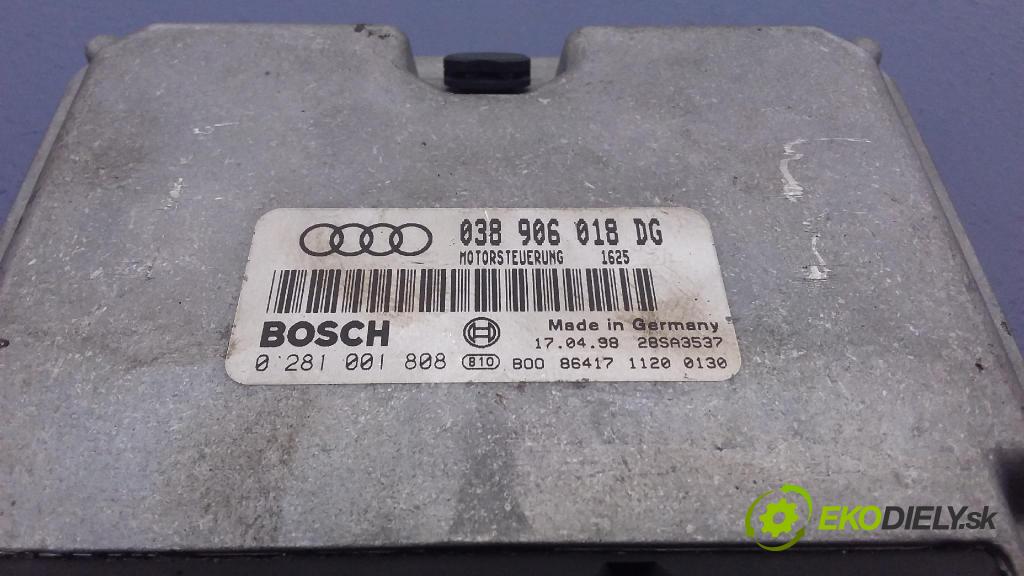 038 906 018 DG
MOTORSTEUERUNG 1625
BOSCH
Made in Germany
17.04.98 28SA3537
0 281 001 808 B10 B00 86417 1120 0130
EKODIELY.sk